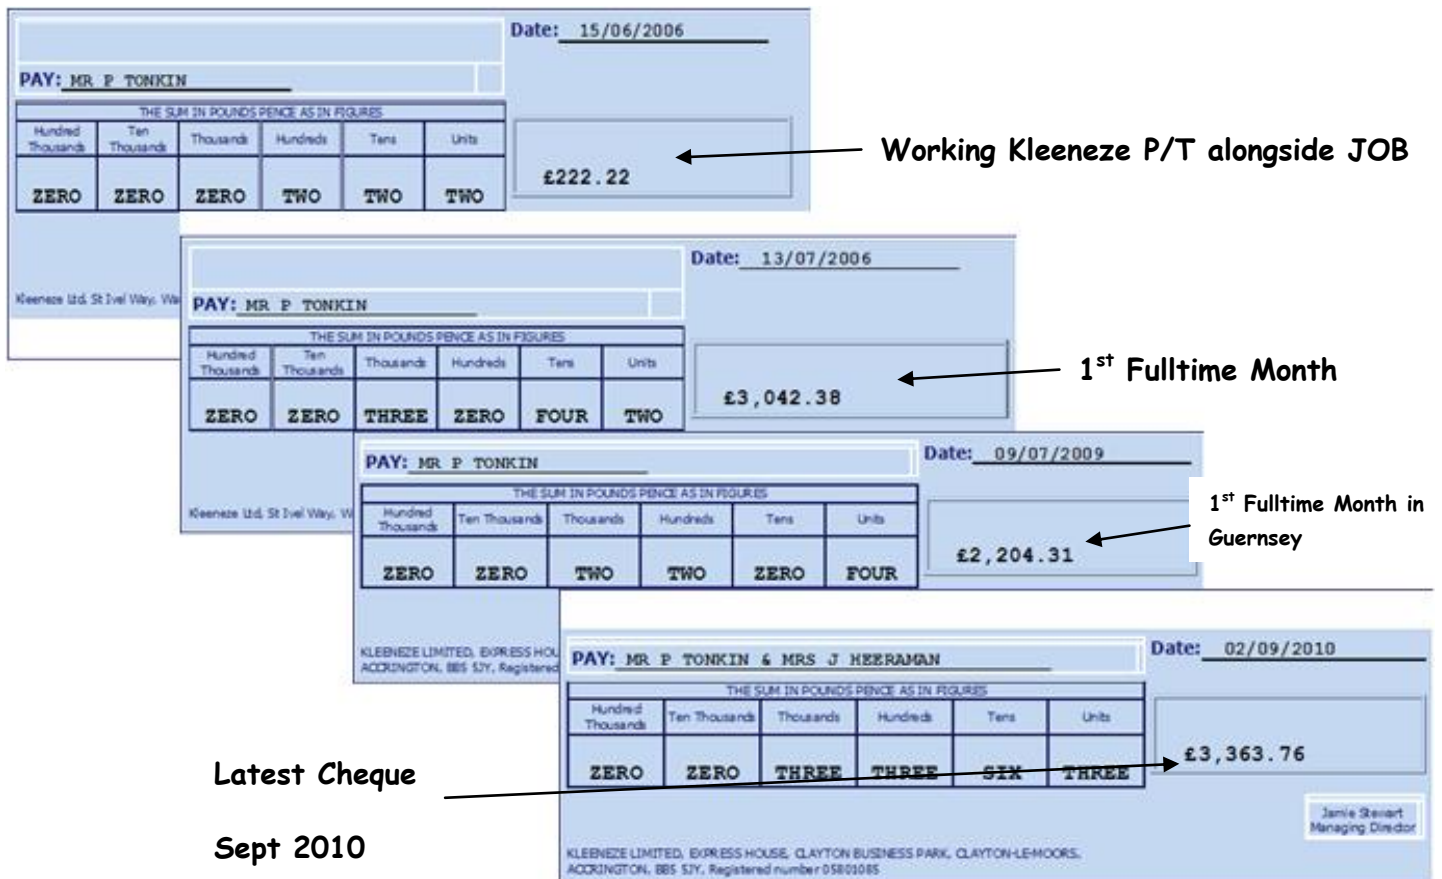 Date: 15/06/2006
PAY: MR P TONKIN
THE SUM IN POUNDS PENCE AS IN FIGURES
Hundred Thousands Ten Thousands Thousands Hundreds Tens Units
ZERO ZERO ZERO TWO TWO TWO
£222.22
Working Kleeneze P/T alongside JOB
Kleeneze Ltd, St Ivel Way, Wa
Date: 13/07/2006
PAY: MR P TONKIN
THE SUM IN POUNDS PENCE AS IN FIGURES
Hundred Thousands Ten Thousands Thousands Hundreds Tens Units
ZERO ZERO THREE ZERO FOUR TWO
£3,042.38
1st Fulltime Month
Kleeneze Ltd, St Ivel Way, W
Date: 09/07/2009
PAY: MR P TONKIN
THE SUM IN POUNDS PENCE AS IN FIGURES
Hundred Thousands Ten Thousands Thousands Hundreds Tens Units
ZERO ZERO TWO TWO ZERO FOUR
£2,204.31
1st Fulltime Month in
Guernsey
KLEENEZE LIMITED, EXPRESS HOU
ACCRINGTON, BB5 5JY, Registered
Date: 02/09/2010
PAY: MR P TONKIN & MRS J HEERAMAN
THE SUM IN POUNDS PENCE AS IN FIGURES
Hundred Thousands Ten Thousands Thousands Hundreds Tens Units
ZERO ZERO THREE THREE SIX THREE
£3,363.76
Latest Cheque
Sept 2010
Jamie Stewart
Managing Director
KLEENEZE LIMITED, EXPRESS HOUSE, CLAYTON BUSINESS PARK, CLAYTON-LE-MOORS,
ACCRINGTON, BB5 5JY, Registered number 05801085